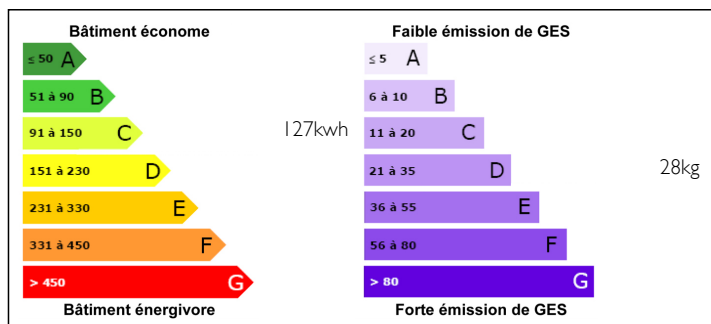 Bâtiment économe
≤ 50 A
51 à 90 B
91 à 150 C
127kwh
151 à 230 D
231 à 330 E
331 à 450 F
> 450 G
Bâtiment énergivore
Faible émission de GES
≤ 5 A
6 à 10 B
11 à 20 C
21 à 35 D
28kg
36 à 55 E
56 à 80 F
> 80 G
Forte émission de GES